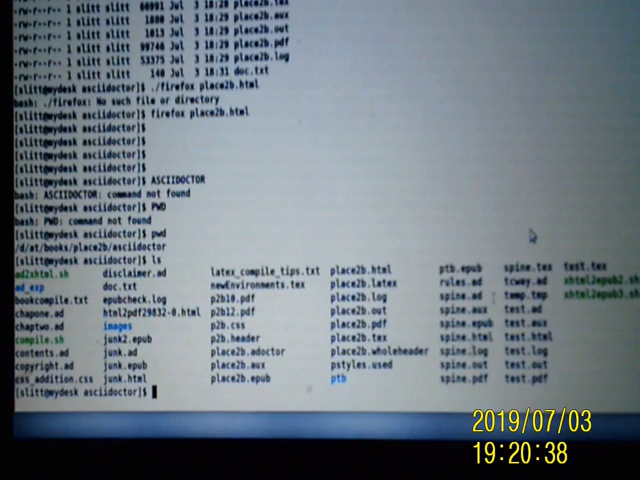 -rw-r--r-- 1 slitt slitt 66991 Jul 3 18:28 place2b.tex
-rw-r--r-- 1 slitt slitt 1880 Jul 3 18:29 place2b.aux
-rw-r--r-- 1 slitt slitt 1013 Jul 3 18:29 place2b.out
-rw-r--r-- 1 slitt slitt 99746 Jul 3 18:29 place2b.pdf
-rw-r--r-- 1 slitt slitt 53375 Jul 3 18:29 place2b.log
-rw-r--r-- 1 slitt slitt 140 Jul 3 18:31 doc.txt
[slitt@mydesk asciidoctor]$ ./firefox place2b.html
bash: ./firefox: No such file or directory
[slitt@mydesk asciidoctor]$ firefox place2b.html
[slitt@mydesk asciidoctor]$
[slitt@mydesk asciidoctor]$
[slitt@mydesk asciidoctor]$
[slitt@mydesk asciidoctor]$
[slitt@mydesk asciidoctor]$ ASCIIDOCTOR
bash: ASCIIDOCTOR: command not found
[slitt@mydesk asciidoctor]$ PWD
bash: PWD: command not found
[slitt@mydesk asciidoctor]$ pwd
/d/at/books/place2b/asciidoctor
[slitt@mydesk asciidoctor]$ ls
ad2xhtml.sh disclaimer.ad latex_compile_tips.txt place2b.html ptb.epub spine.tex test.tex
ad_exp doc.txt newEnvironments.tex place2b.latex rules.ad tcway.ad xhtml2epub2.sh
bookcompile.txt epubcheck.log p2b10.pdf place2b.log spine.ad temp.tmp xhtml2epub3.sh
chapone.ad html2pdf29832-0.html p2b12.pdf place2b.out spine.aux test.ad
chaptwo.ad images p2b.css place2b.pdf spine.epub test.aux
compile.sh junk2.epub p2b.header place2b.tex spine.html test.html
contents.ad junk.ad place2b.adoctor place2b.wholeheader spine.log test.log
copyright.ad junk.epub place2b.aux pstyles.used spine.out test.out
css_addition.css junk.html place2b.epub ptb spine.pdf test.pdf
[slitt@mydesk asciidoctor]$
2019/07/03
19:20:38